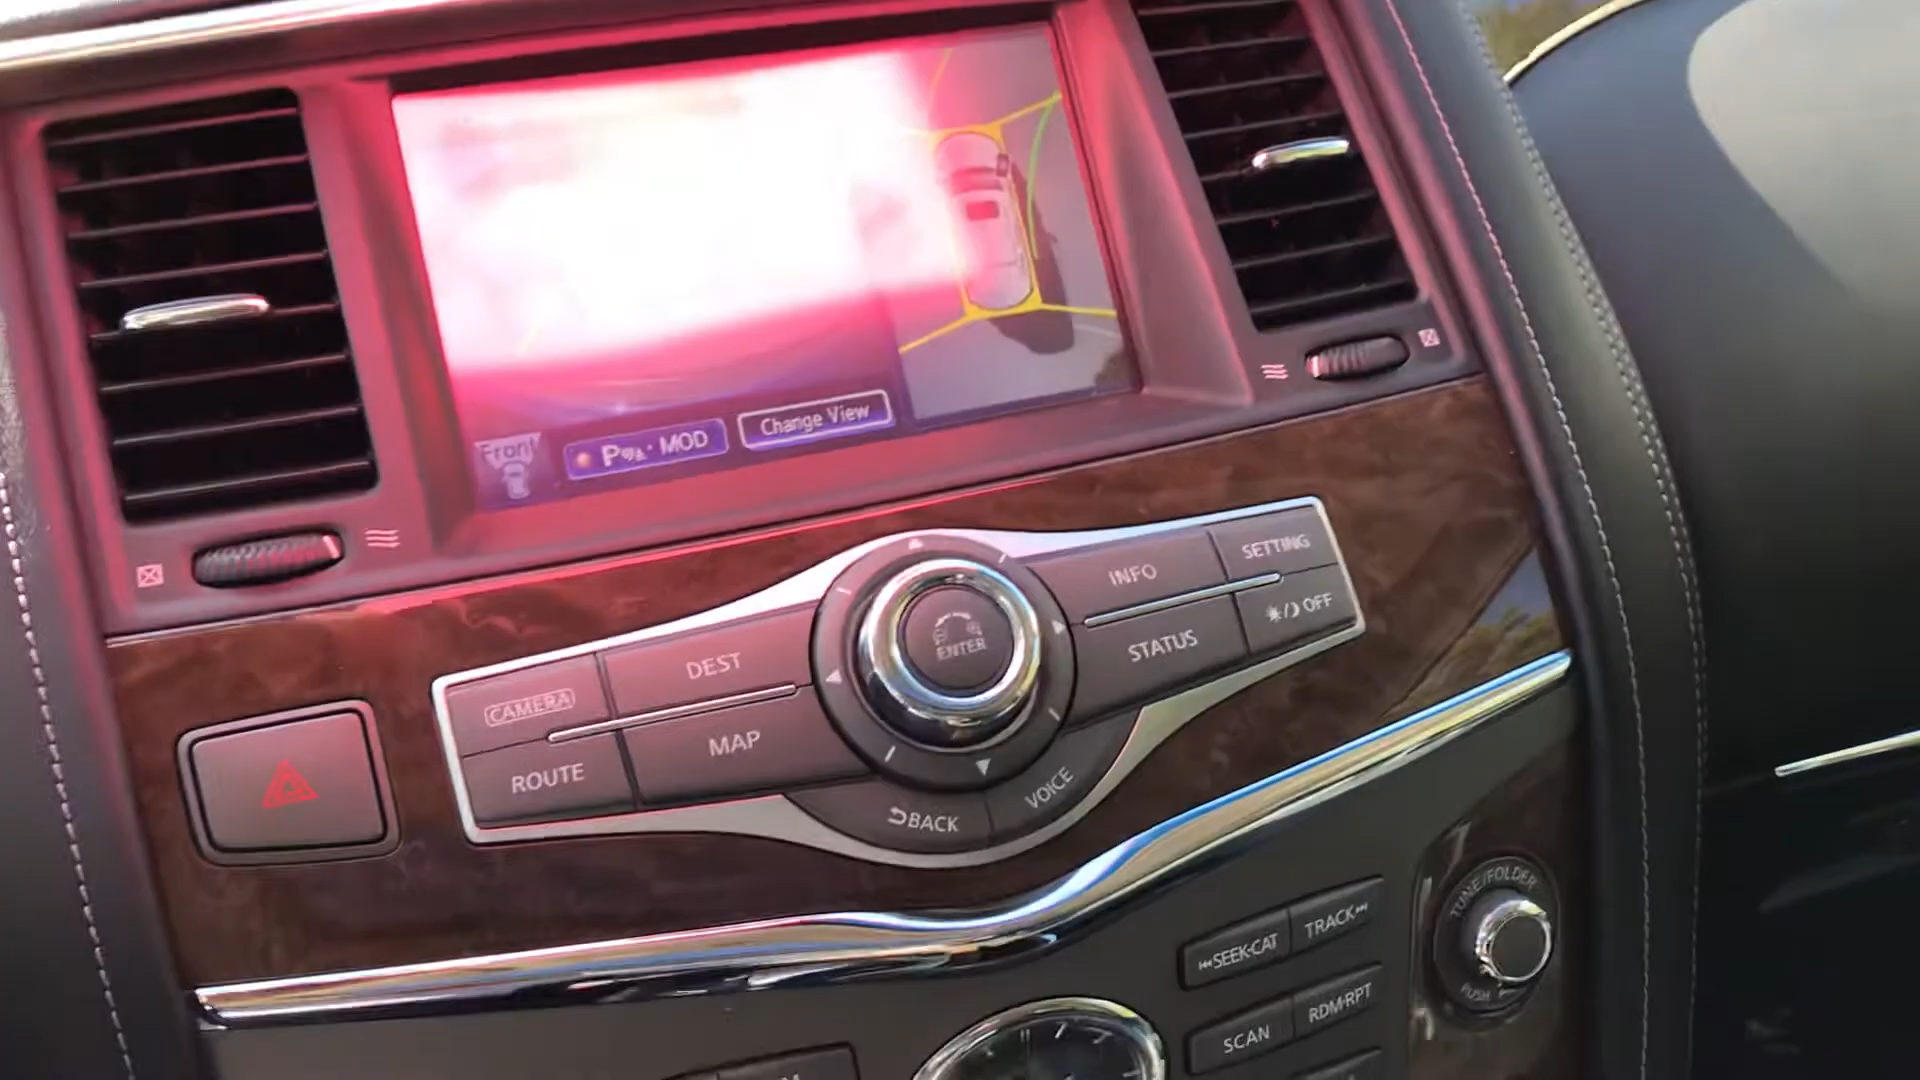 Front
P · MOD
Change View
CAMERA
DEST
ENTER
INFO
SETTING
ROUTE
MAP
STATUS
OFF
BACK
VOICE
TUNE/FOLDER
PUSH
SEEK·CAT
TRACK
SCAN
RDM·RPT